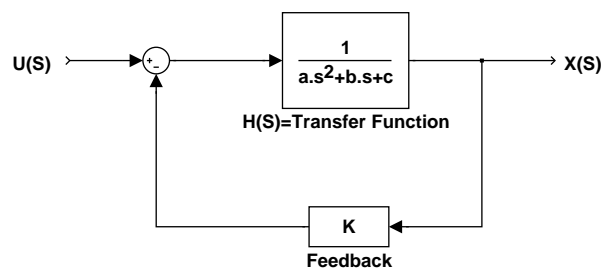 U(S)
+
−
1
a.s²+b.s+c
X(S)
H(S)=Transfer Function
K
Feedback